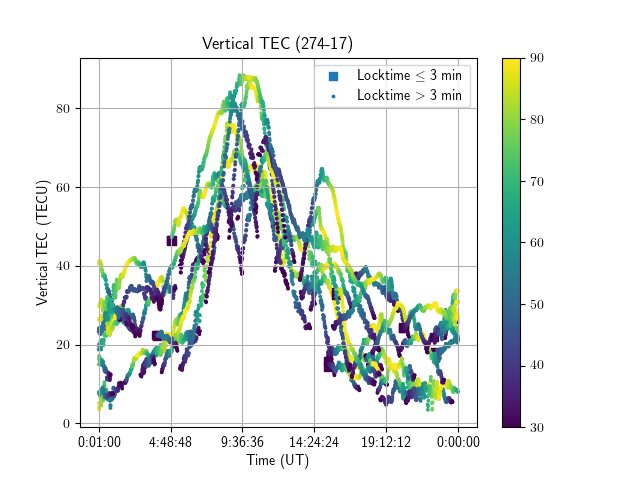 Vertical TEC (274-17)
Locktime ≤ 3 min
Locktime > 3 min
Vertical TEC (TECU)
80
60
40
20
0
0:01:00 4:48:48 9:36:36 14:24:24 19:12:12 0:00:00
Time (UT)
90
80
70
60
50
40
30